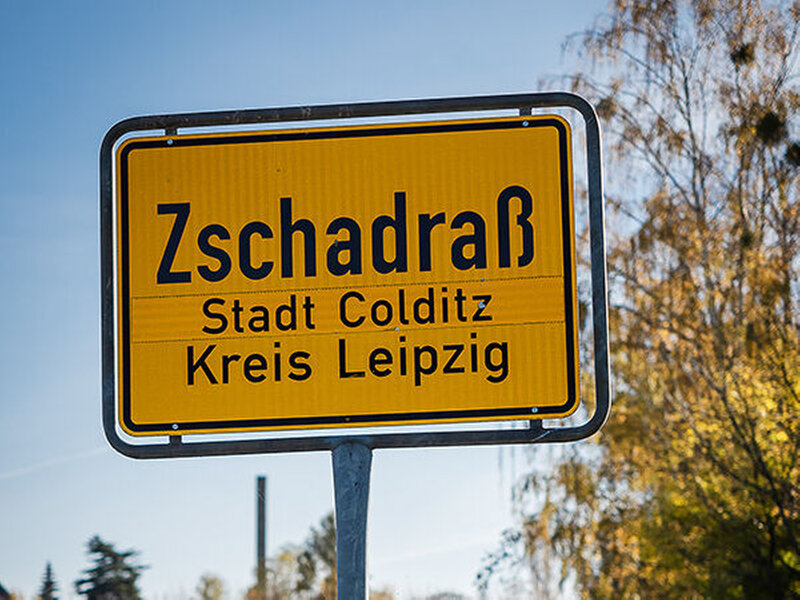 Zschadraß
Stadt Colditz
Kreis Leipzig